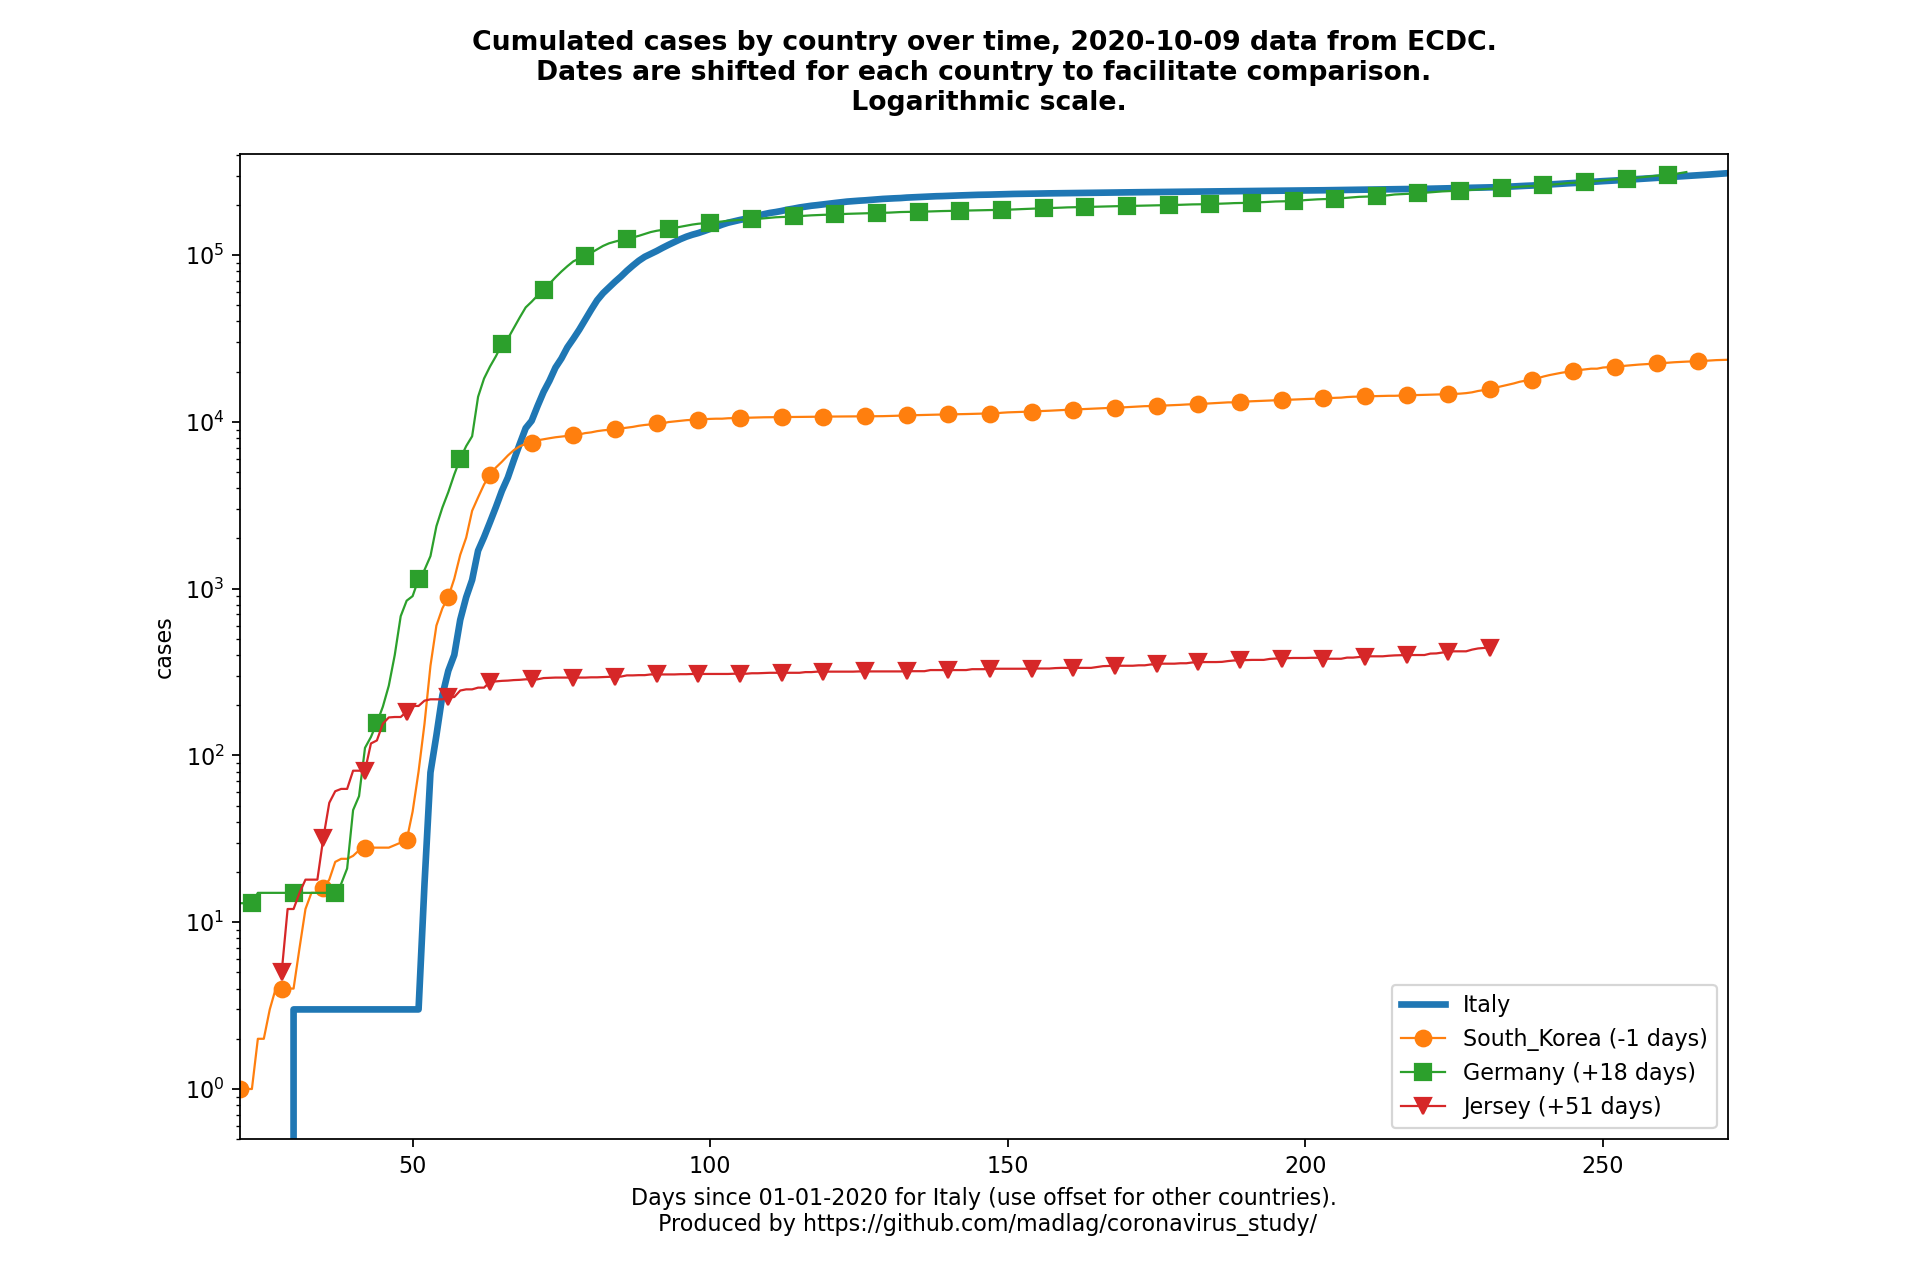 Cumulated cases by country over time, 2020-10-09 data from ECDC.
Dates are shifted for each country to facilitate comparison.
Logarithmic scale.
10^5
10^4
10^3
10^2
10^1
10^0
cases
50
100
150
200
250
Italy
South_Korea (-1 days)
Germany (+18 days)
Jersey (+51 days)
Days since 01-01-2020 for Italy (use offset for other countries).
Produced by https://github.com/madlag/coronavirus_study/